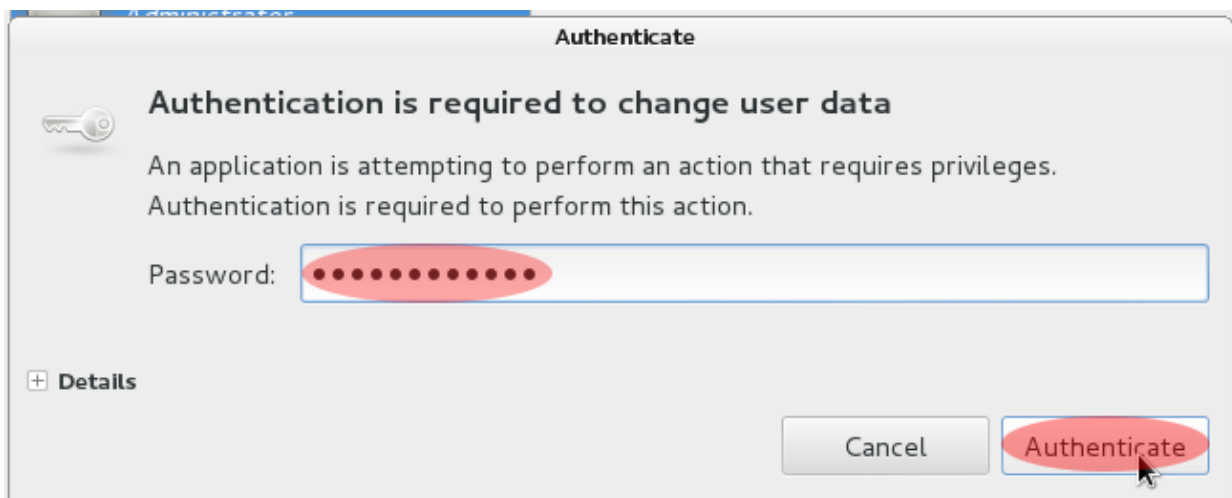 Administrator
Authenticate
Authentication is required to change user data
An application is attempting to perform an action that requires privileges.
Authentication is required to perform this action.
Password: ••••••••••••
Details
Cancel Authenticate